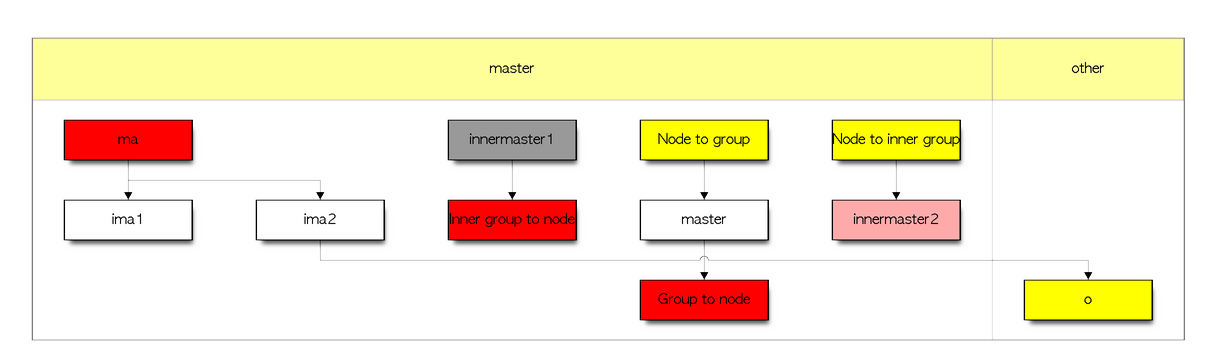 master
other
ma
innermaster1
Node to group
Node to inner group
ima1
ima2
Inner group to node
master
innermaster2
Group to node
o